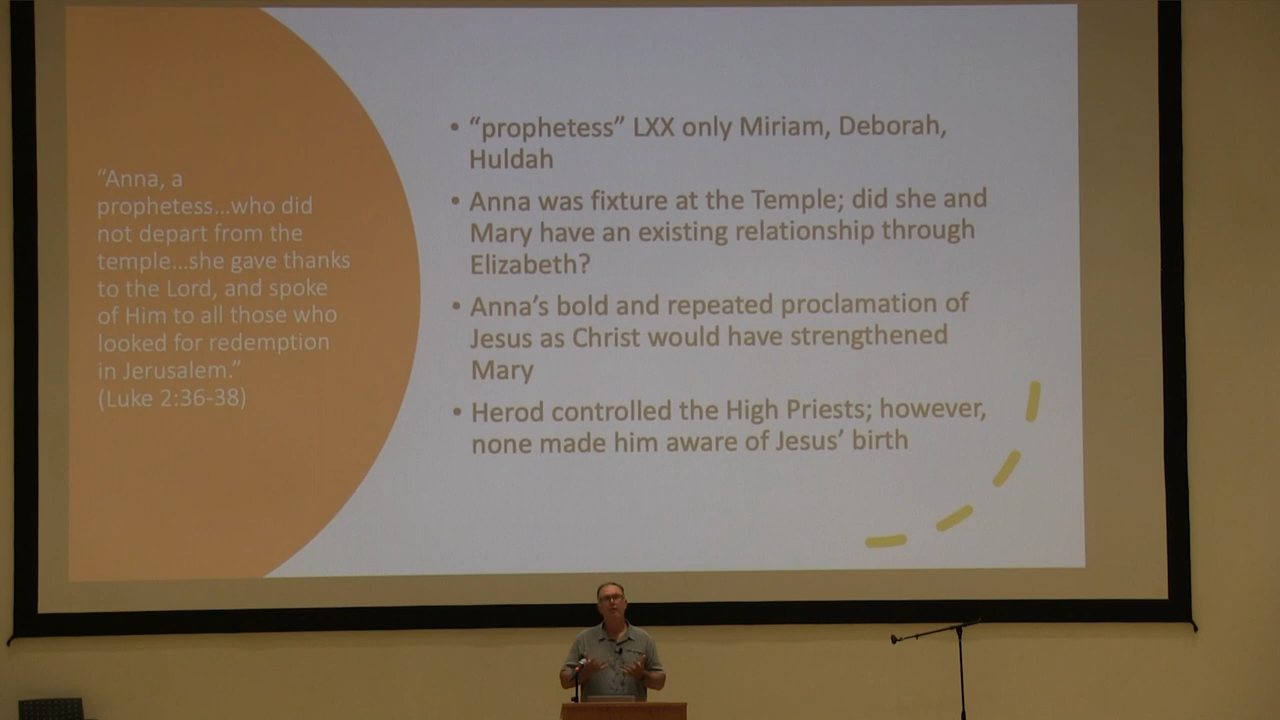 “Anna, a
prophetess...who did
not depart from the
temple...she gave thanks
to the Lord, and spoke
of Him to all those who
looked for redemption
in Jerusalem.”
(Luke 2:36-38)
• “prophetess” LXX only Miriam, Deborah,
Huldah
• Anna was fixture at the Temple; did she and
Mary have an existing relationship through
Elizabeth?
• Anna’s bold and repeated proclamation of
Jesus as Christ would have strengthened
Mary
• Herod controlled the High Priests; however,
none made him aware of Jesus’ birth